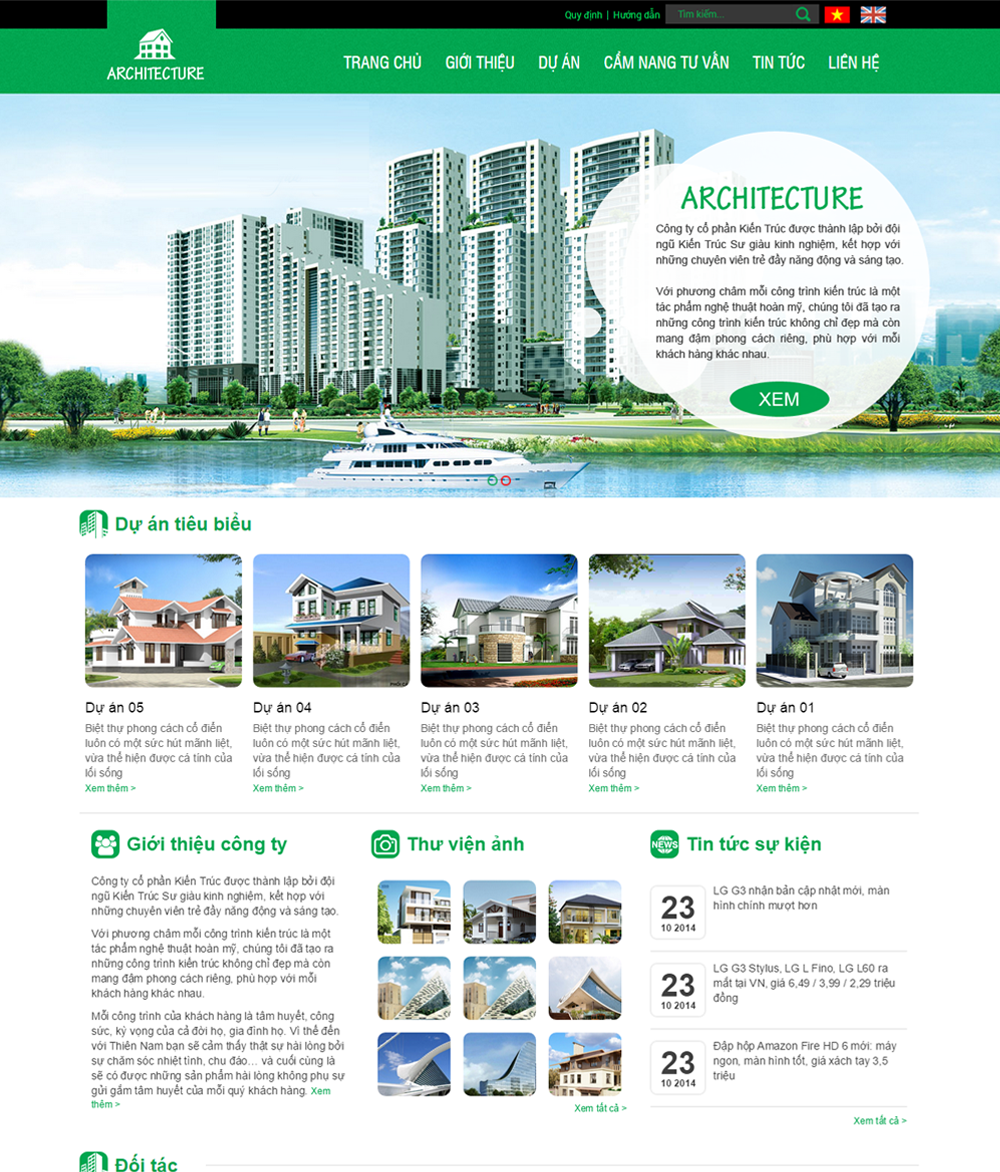 Quy định | Hướng dẫn
Tìm kiếm...
ARCHITECTURE
TRANG CHỦ
GIỚI THIỆU
DỰ ÁN
CẨM NANG TƯ VẤN
TIN TỨC
LIÊN HỆ
ARCHITECTURE
Công ty cổ phần Kiến Trúc được thành lập bởi đội
ngũ Kiến Trúc Sư giàu kinh nghiệm, kết hợp với
những chuyên viên trẻ đầy năng động và sáng tạo.
Với phương châm mỗi công trình kiến trúc là một
tác phẩm nghệ thuật hoàn mỹ, chúng tôi đã tạo ra
những công trình kiến trúc không chỉ đẹp mà còn
mang đậm phong cách riêng, phù hợp với mỗi
khách hàng khác nhau.
XEM
Dự án tiêu biểu
Dự án 05
Biệt thự phong cách cổ điển
luôn có một sức hút mãnh liệt,
vừa thể hiện được cá tính của
lối sống
Xem thêm >
Dự án 04
Biệt thự phong cách cổ điển
luôn có một sức hút mãnh liệt,
vừa thể hiện được cá tính của
lối sống
Xem thêm >
Dự án 03
Biệt thự phong cách cổ điển
luôn có một sức hút mãnh liệt,
vừa thể hiện được cá tính của
lối sống
Xem thêm >
Dự án 02
Biệt thự phong cách cổ điển
luôn có một sức hút mãnh liệt,
vừa thể hiện được cá tính của
lối sống
Xem thêm >
Dự án 01
Biệt thự phong cách cổ điển
luôn có một sức hút mãnh liệt,
vừa thể hiện được cá tính của
lối sống
Xem thêm >
Giới thiệu công ty
Công ty cổ phần Kiến Trúc được thành lập bởi đội
ngũ Kiến Trúc Sư giàu kinh nghiệm, kết hợp với
những chuyên viên trẻ đầy năng động và sáng tạo.
Với phương châm mỗi công trình kiến trúc là một
tác phẩm nghệ thuật hoàn mỹ, chúng tôi đã tạo ra
những công trình kiến trúc không chỉ đẹp mà còn
mang đậm phong cách riêng, phù hợp với mỗi
khách hàng khác nhau.
Mỗi công trình của khách hàng là tâm huyết, công
sức, kỳ vọng của cả đời họ, gia đình họ. Vì thế đến
với Thiên Nam bạn sẽ cảm thấy thật sự hài lòng bởi
sự chăm sóc nhiệt tình, chu đáo… và cuối cùng là
sẽ có được những sản phẩm hài lòng không phụ sự
gửi gắm tâm huyết của mỗi quý khách hàng. Xem
thêm >
Thư viện ảnh
Xem tất cả >
NEWS
Tin tức sự kiện
23
10 2014
LG G3 nhận bản cập nhật mới, màn
hình chính mượt hơn
23
10 2014
LG G3 Stylus, LG L Fino, LG L60 ra
mắt tại VN, giá 6,49 / 3,99 / 2,29 triệu
đồng
23
10 2014
Đập hộp Amazon Fire HD 6 mới: máy
ngon, màn hình tốt, giá xách tay 3,5
triệu
Xem tất cả >
Đối tác